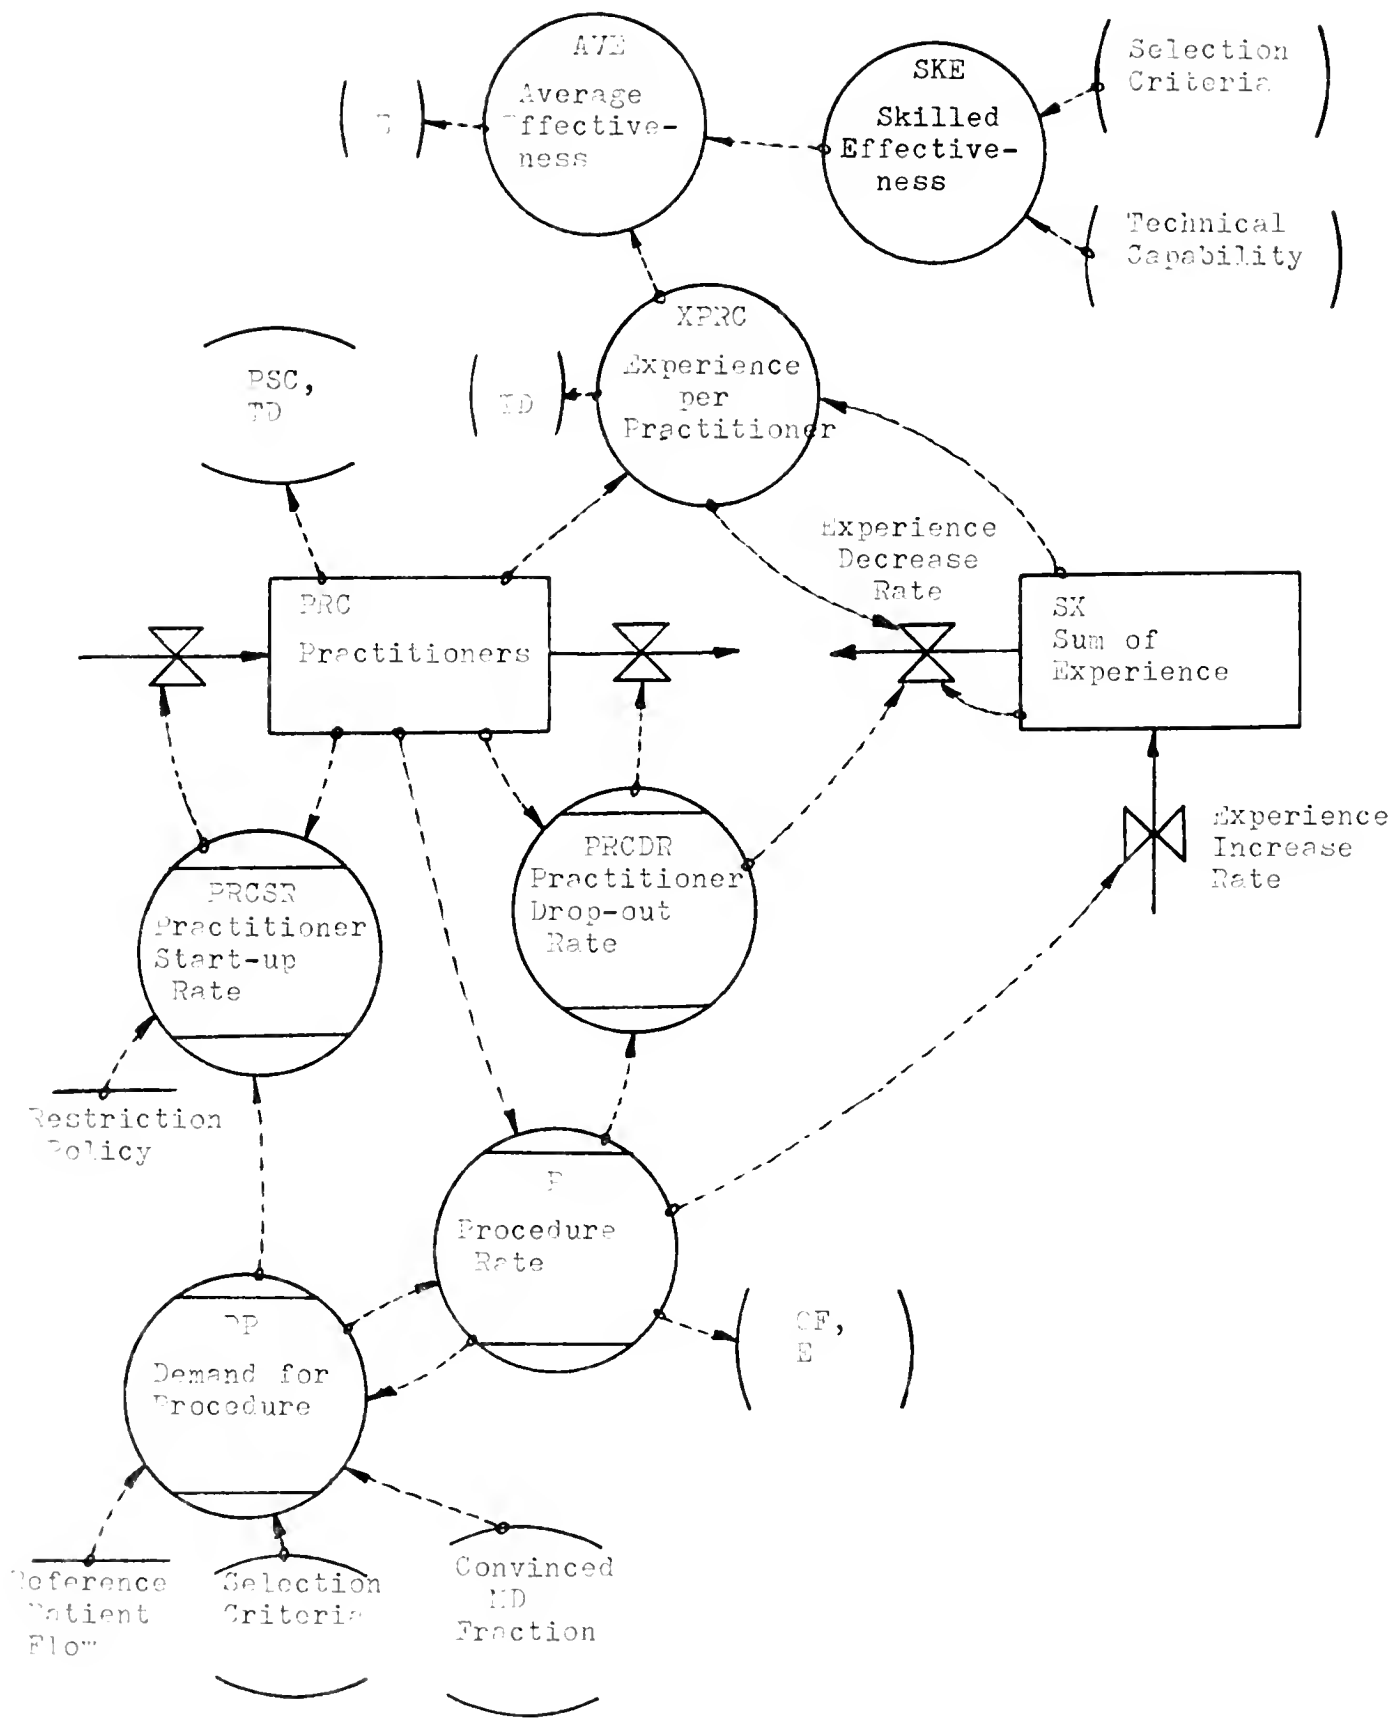 AVE
Average
Effective-
ness
SKE
Skilled
Effective-
ness
Selection
Criteria
Technical
Capability
XPRC
Experience
per
Practitioner
PSC,
TD
Experience
Decrease
Rate
PRC
Practitioners
SX
Sum of
Experience
Experience
Increase
Rate
PRCDR
Practitioner
Drop-out
Rate
PRCSR
Practitioner
Start-up
Rate
Restriction
Policy
P
Procedure
Rate
DP
Demand for
Procedure
CF,
E
Reference
Patient
Flow
Selection
Criteria
Convinced
MD
Fraction